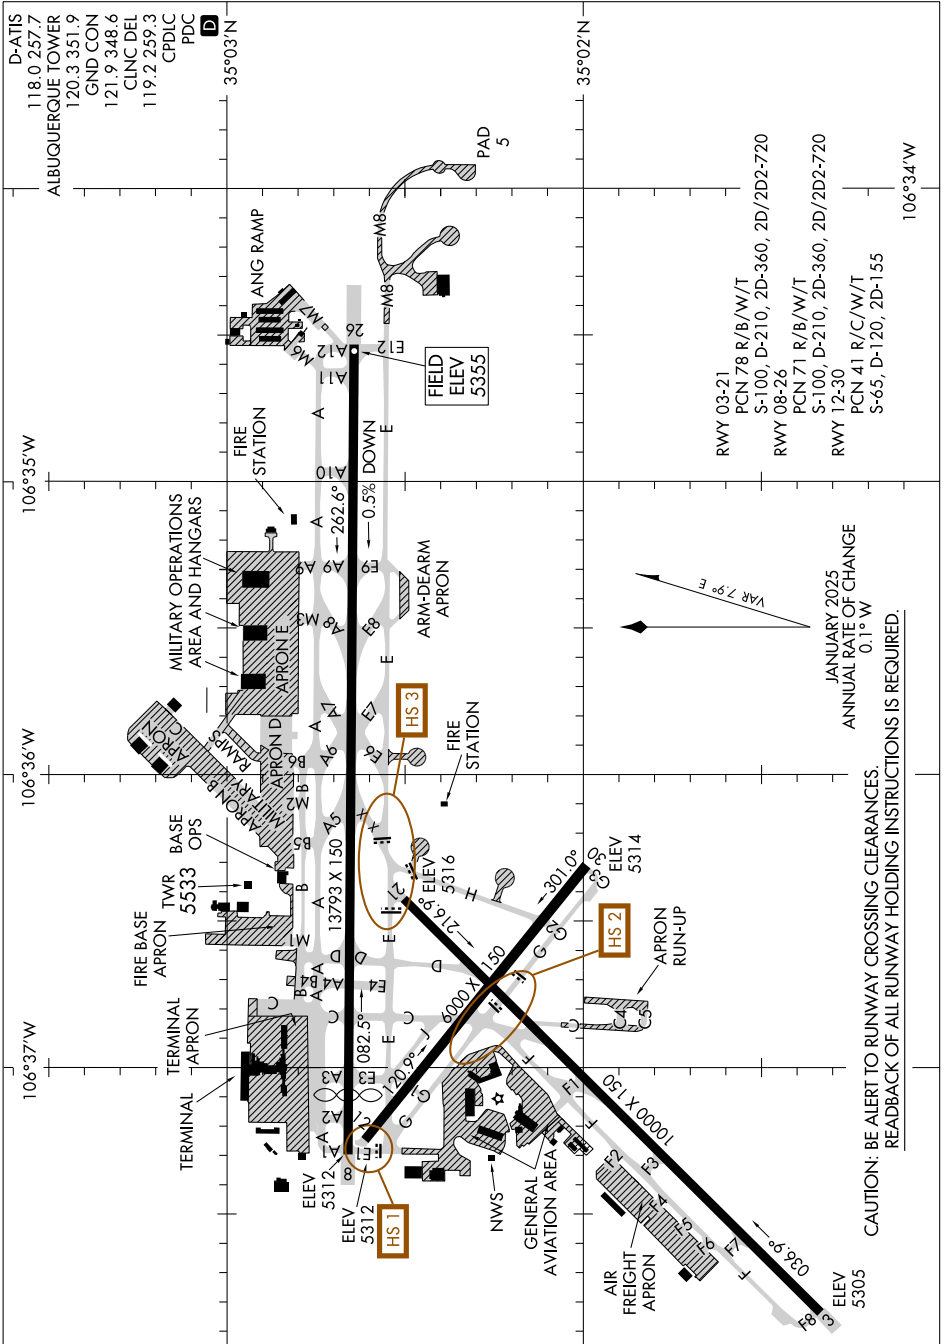 D-ATIS
118.0 257.7
ALBUQUERQUE TOWER
120.3 351.9
GND CON
121.9 348.6
CLNC DEL
119.2 259.3
CPDLC
PDC
D
35°03'N
35°02'N
106°37'W
106°36'W
106°35'W
106°34'W
TERMINAL
TERMINAL
APRON
FIRE BASE
APRON
TWR
5533
BASE
OPS
APRON B
APRON
C
MILITARY RAMPS
APRON D
APRON E
MILITARY OPERATIONS
AREA AND HANGARS
FIRE
STATION
ANG RAMP
PAD
5
M8
M8
M7
M6
A12
A11
A
A10
A
A9
A9
M3
A8
A7
A
A6
B6
B
M2
A5
B5
B
A
M1
D
D
A
B4
B
A4
A
C
C
A3
A2
A1
A
E1
E3
E4
E
C
E
X
X
E6
E7
E
E8
E9
E
E12
26
8
13793 X 150
082.5°
262.6°
0.5% DOWN
FIELD
ELEV
5355
ELEV
5312
ELEV
5312
HS 1
12
120.9°
J
6000 X 150
301.0°
30
ELEV
5314
G
G1
G
G2
G3
H
D
21
216.9°
ELEV
5316
HS 3
HS 2
FIRE
STATION
ARM-DEARM
APRON
C
C4
C5
APRON
RUN-UP
NWS
GENERAL
AVIATION AREA
AIR
FREIGHT
APRON
F
F1
F
F2
F3
F4
F5
F6
F7
F
F8
10000 X 150
036.9°
3
ELEV
5305
VAR 7.9° E
JANUARY 2025
ANNUAL RATE OF CHANGE
0.1° W
RWY 03-21
PCN 78 R/B/W/T
S-100, D-210, 2D-360, 2D/2D2-720
RWY 08-26
PCN 71 R/B/W/T
S-100, D-210, 2D-360, 2D/2D2-720
RWY 12-30
PCN 41 R/C/W/T
S-65, D-120, 2D-155
CAUTION: BE ALERT TO RUNWAY CROSSING CLEARANCES.
READBACK OF ALL RUNWAY HOLDING INSTRUCTIONS IS REQUIRED.